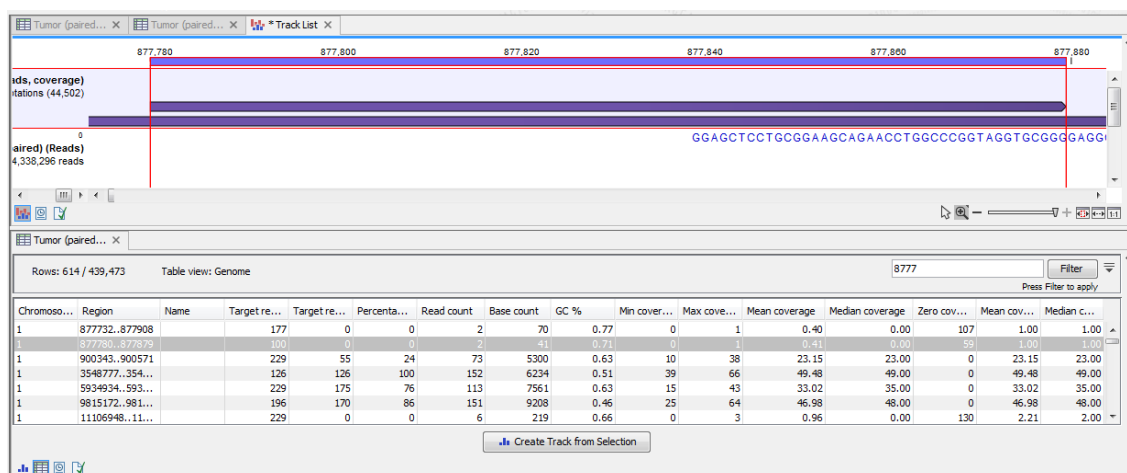 Tumor (paired... Tumor (paired... * Track List
877,780 877,800 877,820 877,840 877,860 877,880
ads, coverage)
tations (44,502)
0
GGAGCTCCTGCGGAAGCAGAACCTGGCCCGGTAGGTGCGGGGAGG
aired) (Reads)
4,338,296 reads
1:1
Tumor (paired...
Rows: 614 / 439,473 Table view: Genome 8777 Filter
Press Filter to apply
Chromoso... Region Name Target re... Target re... Percenta... Read count Base count GC % Min cover... Max cove... Mean coverage Median coverage Zero cov... Mean cov... Median c...
1 877732..877908 177 0 0 2 70 0.77 0 1 0.40 0.00 107 1.00 1.00
1 877780..877879 100 0 0 2 41 0.71 0 1 0.41 0.00 59 1.00 1.00
1 900343..900571 229 55 24 73 5300 0.63 10 38 23.15 23.00 0 23.15 23.00
1 3548777..354... 126 126 100 152 6234 0.51 39 66 49.48 49.00 0 49.48 49.00
1 5934934..593... 229 175 76 113 7561 0.63 15 43 33.02 35.00 0 33.02 35.00
1 9815172..981... 196 170 86 151 9208 0.46 25 64 46.98 48.00 0 46.98 48.00
1 11106948..11... 229 0 0 6 219 0.66 0 3 0.96 0.00 130 2.21 2.00
Create Track from Selection